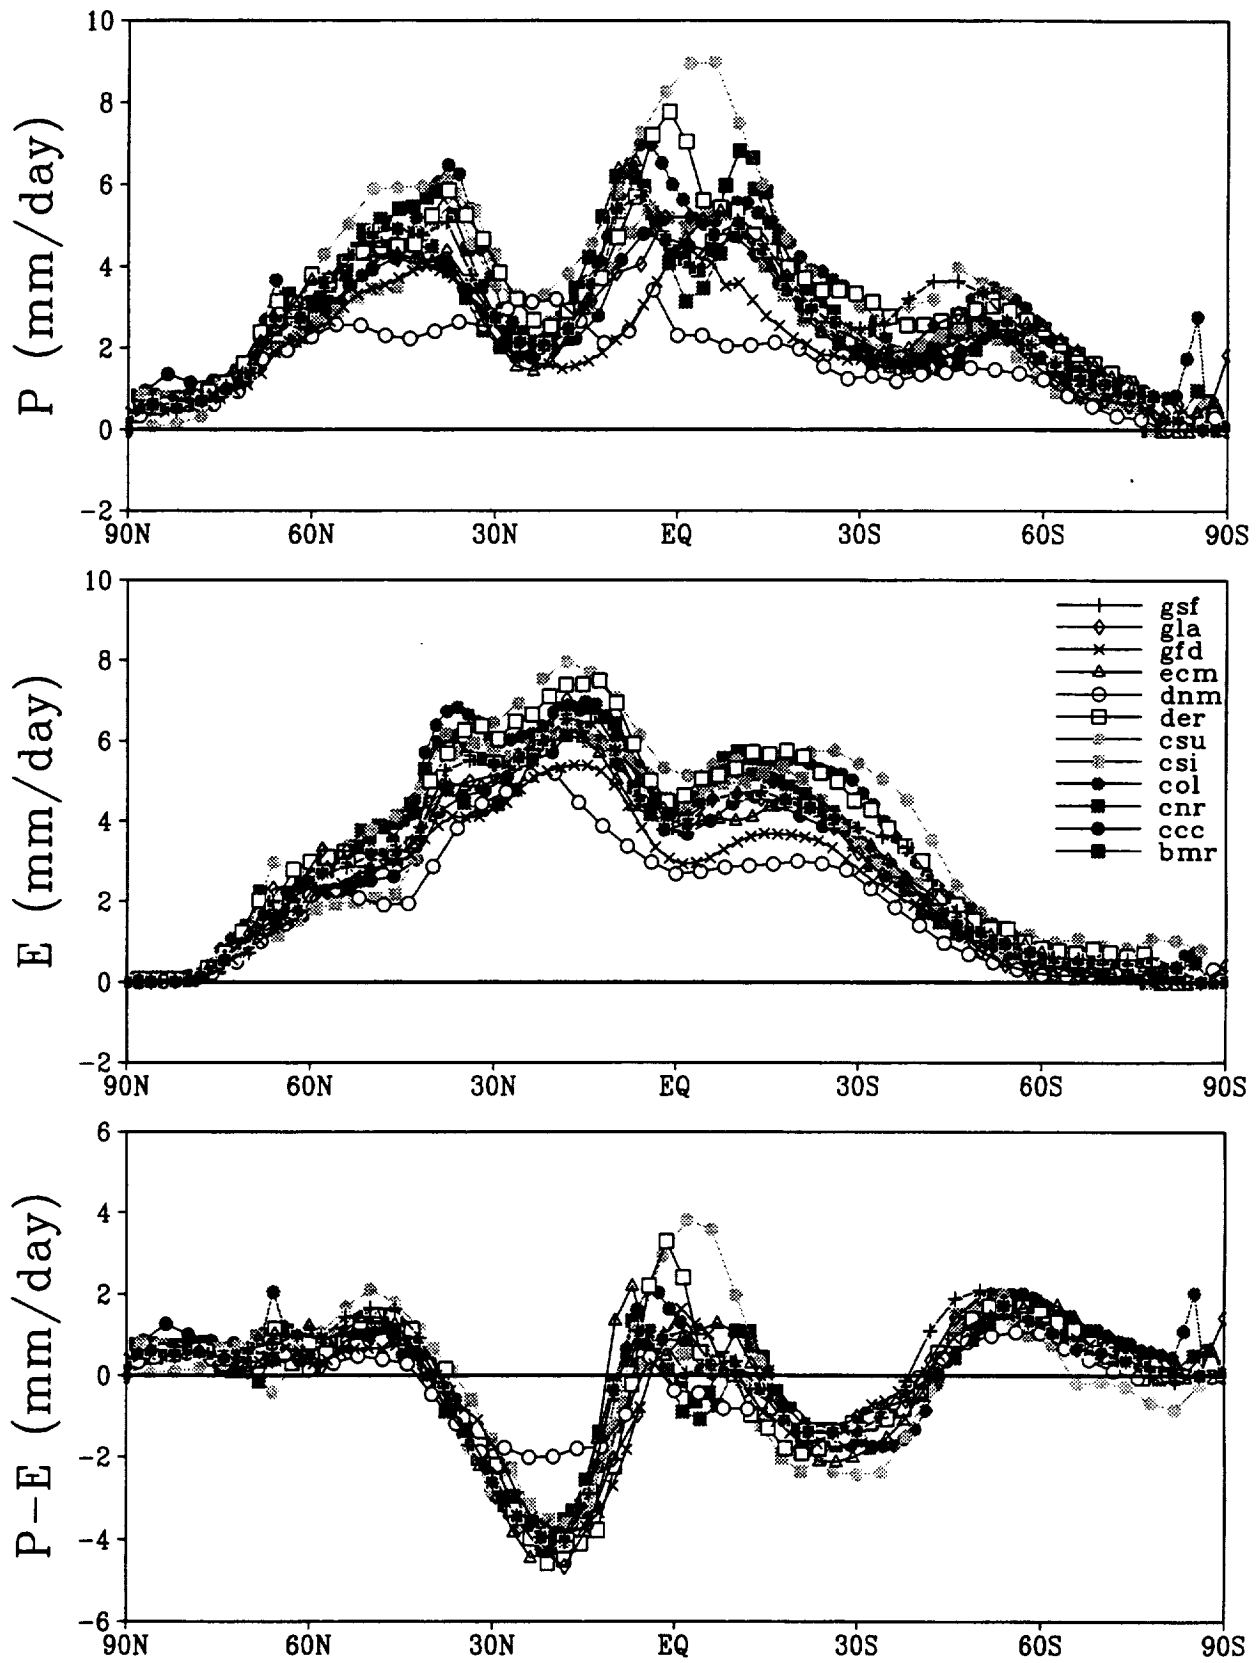 P (mm/day)
10
8
6
4
2
0
-2
90N 60N 30N EQ 30S 60S 90S
E (mm/day)
10
8
6
4
2
0
-2
gsf
gla
gfd
ecm
dnm
der
csu
csi
col
cnr
ccc
bmr
90N 60N 30N EQ 30S 60S 90S
P-E (mm/day)
6
4
2
0
-2
-4
-6
90N 60N 30N EQ 30S 60S 90S